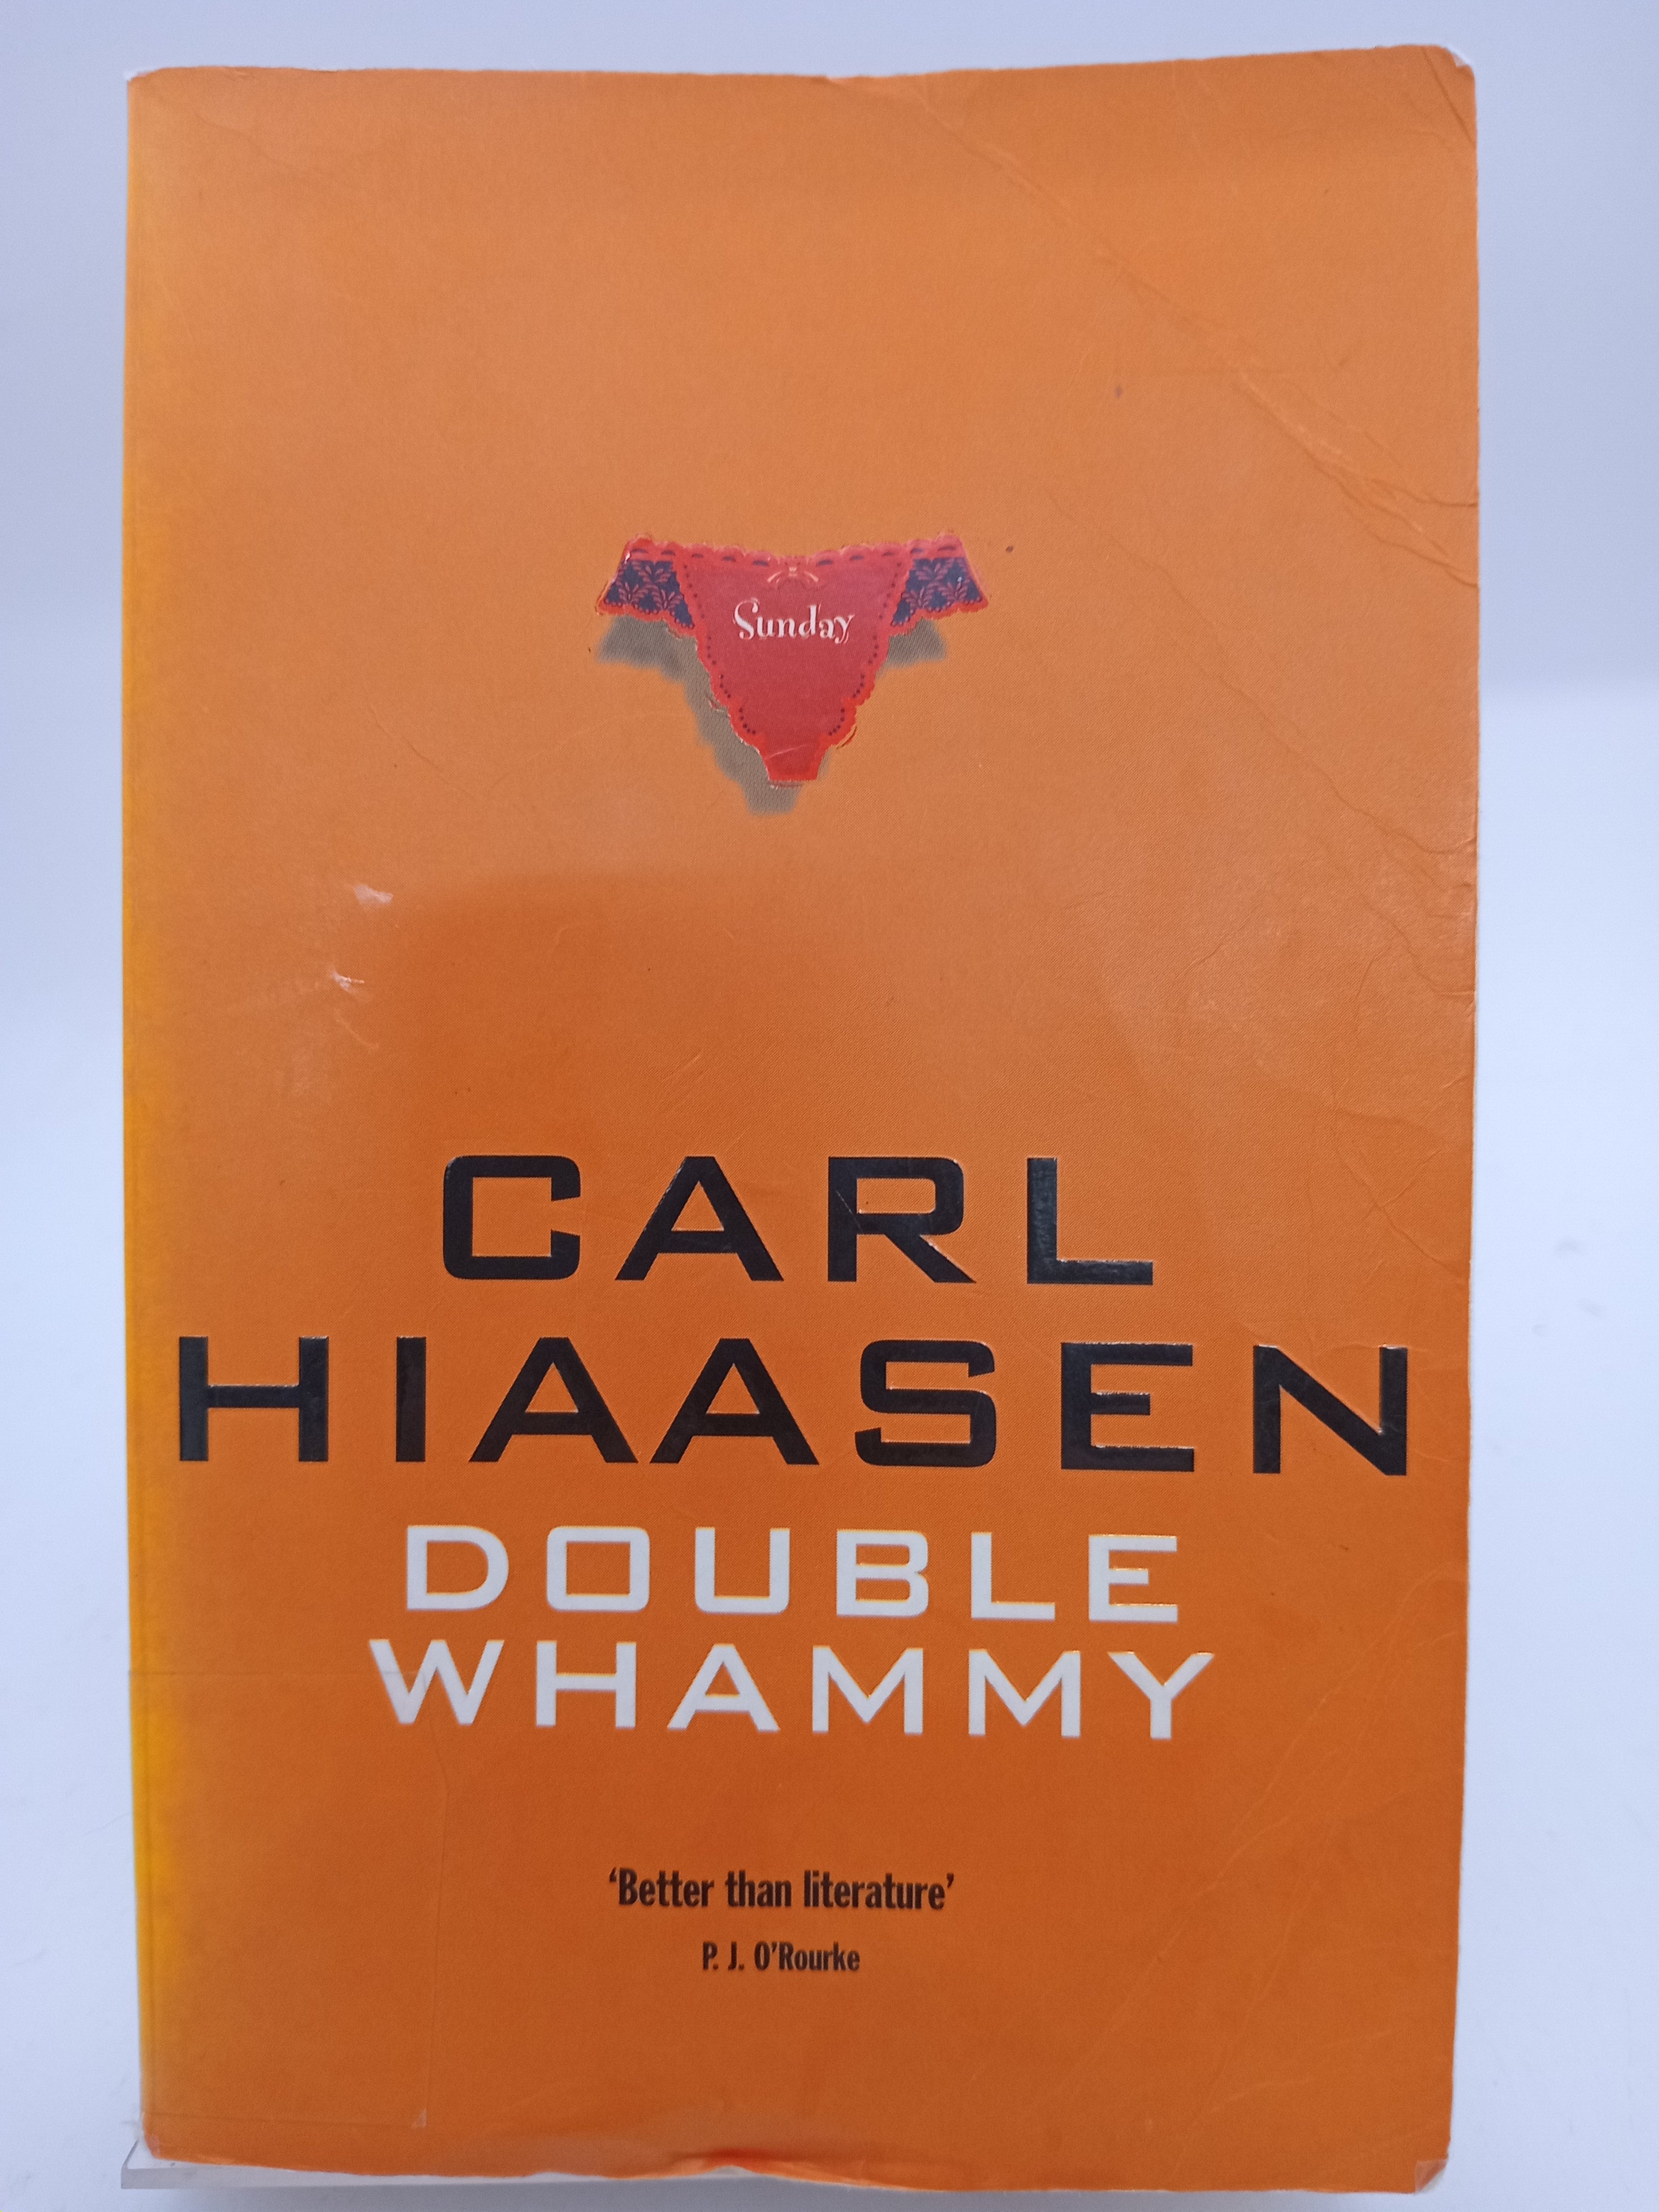 Sunday
CARL
HIAASEN
DOUBLE
WHAMMY
‘Better than literature’
P. J. O’Rourke